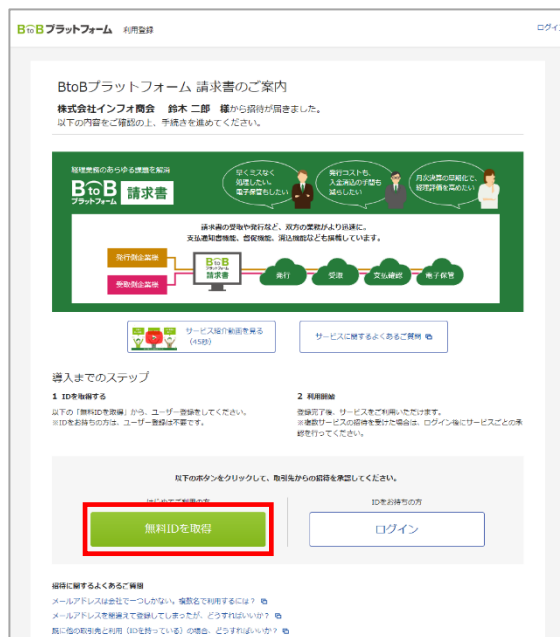 BtoBプラットフォーム 利用登録
ログイン
BtoBプラットフォーム 請求書のご案内
株式会社インフォ商会 鈴木 二郎 様から招待が届きました。
以下の内容をご確認の上、手続きを進めてください。
経理業務のあらゆる課題を解消
BtoB
プラットフォーム
請求書
早くミスなく
処理したい。
電子保管もしたい
発行コストも、
入金消込の手間も
減らしたい
月次決算の早期化で、
経理評価を高めたい
請求書の受取や発行など、双方の業務がより迅速に。
支払通知書機能、督促機能、消込機能なども搭載しています。
発行側企業様
受取側企業様
BtoB
プラットフォーム
請求書
発行
受取
支払確認
電子保管
サービス紹介動画を見る
(45秒)
サービスに関するよくあるご質問
導入までのステップ
1 IDを取得する
以下の「無料IDを取得」から、ユーザー登録をしてください。
※IDをお持ちの方は、ユーザー登録は不要です。
2 利用開始
登録完了後、サービスをご利用いただけます。
※複数サービスの招待を受けた場合は、ログイン後にサービスごとの承
認を行ってください。
以下のボタンをクリックして、取引先からの招待を承認してください。
はじめてご利用の方
無料IDを取得
IDをお持ちの方
ログイン
招待に関するよくあるご質問
メールアドレスは会社で一つしかない。複数名で利用するには？
メールアドレスを間違えて登録してしまったが、どうすればいいか？
既に他の取引先と利用（IDを持っている）の場合、どうすればいいか？